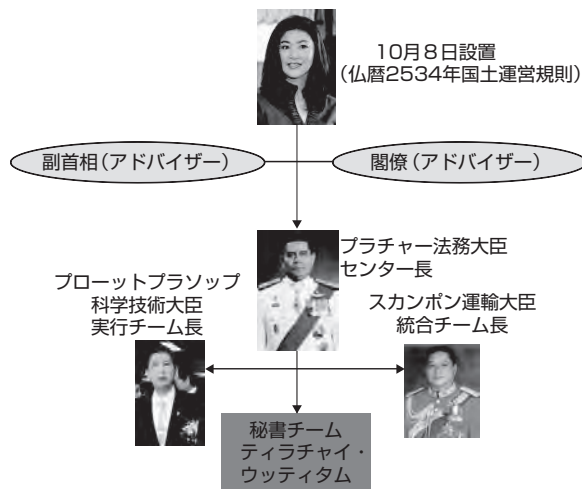 10月8日設置
（仏暦2534年国土運営規則）
副首相（アドバイザー）
閣僚（アドバイザー）
プラチャー法務大臣
センター長
プローットプラソップ
科学技術大臣
実行チーム長
スカンポン運輸大臣
統合チーム長
秘書チーム
ティラチャイ・
ウッティタム